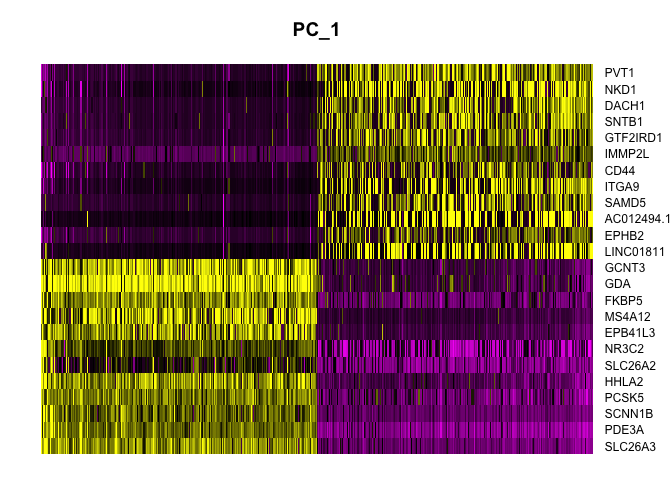 PC_1
PVT1
NKD1
DACH1
SNTB1
GTF2IRD1
IMMP2L
CD44
ITGA9
SAMD5
AC012494.1
EPHB2
LINC01811
GCNT3
GDA
FKBP5
MS4A12
EPB41L3
NR3C2
SLC26A2
HHLA2
PCSK5
SCNN1B
PDE3A
SLC26A3